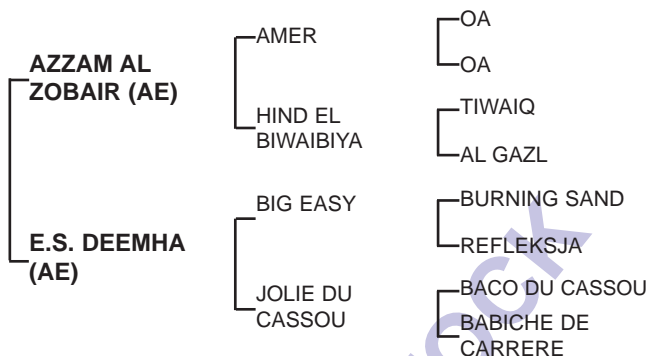 AZZAM AL
ZOBAIR (AE)
AMER
OA
OA
HIND EL
BIWAIBIYA
TIWAIQ
AL GAZL
E.S. DEEMHA
(AE)
BIG EASY
BURNING SAND
REFLEKSJA
JOLIE DU
CASSOU
BACO DU CASSOU
BABICHE DE
CARRERE
OCK